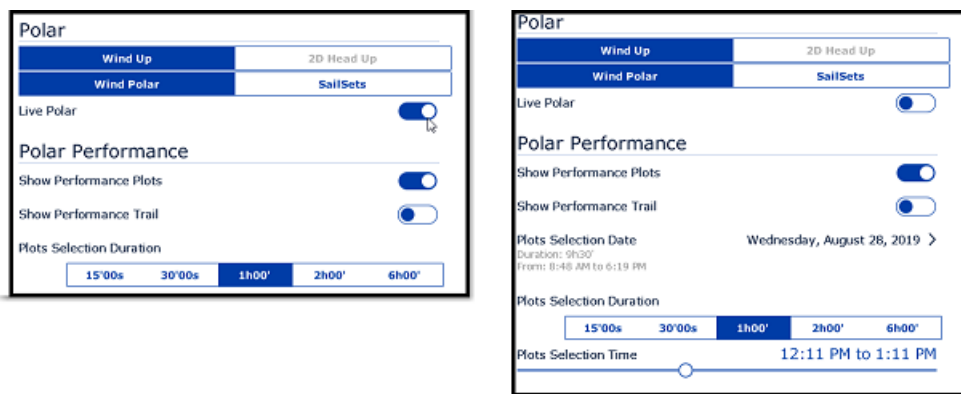 Polar
Wind Up 2D Head Up
Wind Polar SailSets
Live Polar
Polar Performance
Show Performance Plots
Show Performance Trail
Plots Selection Duration
15'00s 30'00s 1h00' 2h00' 6h00'
Polar
Wind Up 2D Head Up
Wind Polar SailSets
Live Polar
Polar Performance
Show Performance Plots
Show Performance Trail
Plots Selection Date Wednesday, August 28, 2019
Duration: 9h30'
From: 8:48 AM to 6:19 PM
Plots Selection Duration
15'00s 30'00s 1h00' 2h00' 6h00'
Plots Selection Time 12:11 PM to 1:11 PM